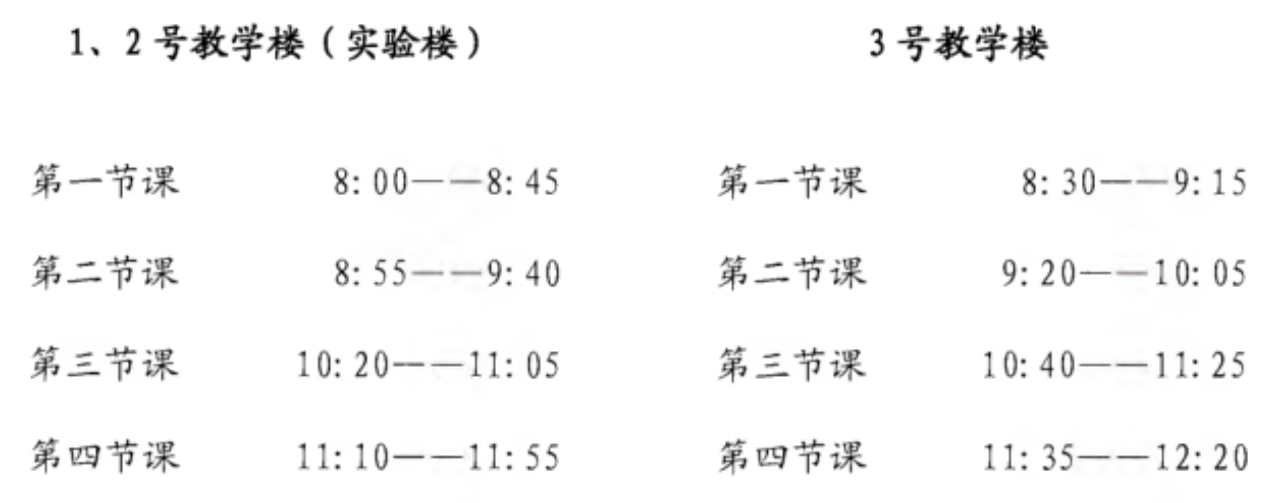 1、2号教学楼（实验楼） 3号教学楼
第一节课 8:00——8:45 第一节课 8:30——9:15
第二节课 8:55——9:40 第二节课 9:20——10:05
第三节课 10:20——11:05 第三节课 10:40——11:25
第四节课 11:10——11:55 第四节课 11:35——12:20